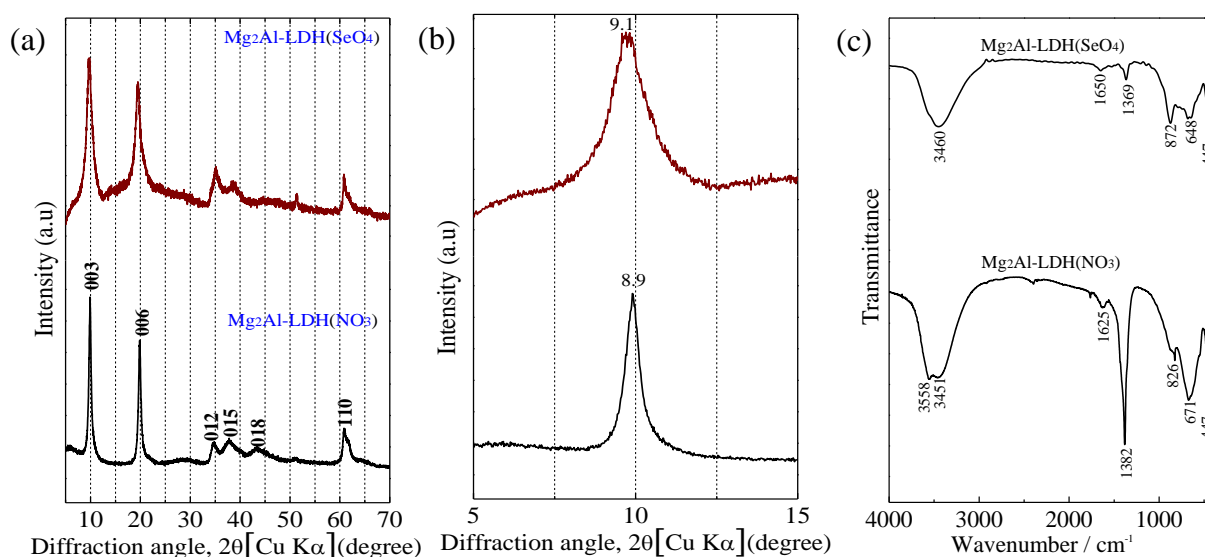 (a)
Mg2Al-LDH(SeO4)
003
006
Mg2Al-LDH(NO3)
012
015
018
110
Intensity (a.u)
10 20 30 40 50 60 70
Diffraction angle, 2θ[Cu Kα](degree)
(b)
9.1
8.9
Intensity (a.u)
5 10 15
Diffraction angle, 2θ[Cu Kα](degree)
(c)
Mg2Al-LDH(SeO4)
3460
1650
1369
872
648
Mg2Al-LDH(NO3)
3558
3451
1625
1382
826
671
Transmittance
4000 3000 2000 1000
Wavenumber / cm-1